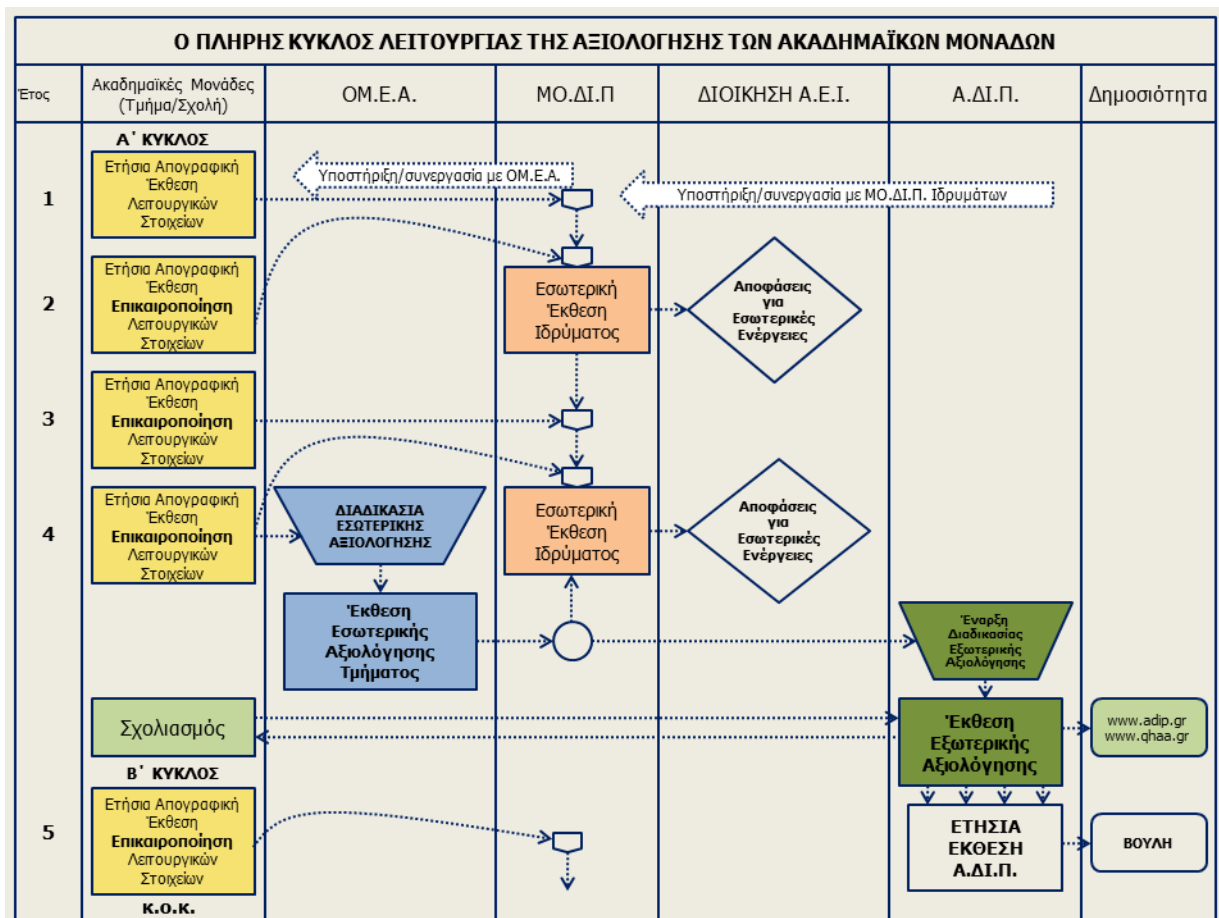 Ο ΠΛΗΡΗΣ ΚΥΚΛΟΣ ΛΕΙΤΟΥΡΓΙΑΣ ΤΗΣ ΑΞΙΟΛΟΓΗΣΗΣ ΤΩΝ ΑΚΑΔΗΜΑΪΚΩΝ ΜΟΝΑΔΩΝ
Έτος
Ακαδημαϊκές Μονάδες
(Τμήμα/Σχολή)
ΟΜ.Ε.Α.
ΜΟ.ΔΙ.Π
ΔΙΟΙΚΗΣΗ Α.Ε.Ι.
Α.ΔΙ.Π.
Δημοσιότητα
Α΄ ΚΥΚΛΟΣ
1
Ετήσια Απογραφική
Έκθεση
Λειτουργικών
Στοιχείων
Υποστήριξη/συνεργασία με ΟΜ.Ε.Α.
Υποστήριξη/συνεργασία με ΜΟ.ΔΙ.Π. Ιδρυμάτων
2
Ετήσια Απογραφική
Έκθεση
Επικαιροποίηση
Λειτουργικών
Στοιχείων
Εσωτερική
Έκθεση
Ιδρύματος
Αποφάσεις
για
Εσωτερικές
Ενέργειες
3
Ετήσια Απογραφική
Έκθεση
Επικαιροποίηση
Λειτουργικών
Στοιχείων
4
Ετήσια Απογραφική
Έκθεση
Επικαιροποίηση
Λειτουργικών
Στοιχείων
ΔΙΑΔΙΚΑΣΙΑ
ΕΣΩΤΕΡΙΚΗΣ
ΑΞΙΟΛΟΓΗΣΗΣ
Εσωτερική
Έκθεση
Ιδρύματος
Αποφάσεις
για
Εσωτερικές
Ενέργειες
Έκθεση
Εσωτερικής
Αξιολόγησης
Τμήματος
Έναρξη
Διαδικασίας
Εξωτερικής
Αξιολόγησης
Σχολιασμός
Έκθεση
Εξωτερικής
Αξιολόγησης
www.adip.gr
www.qhaa.gr
Β΄ ΚΥΚΛΟΣ
5
Ετήσια Απογραφική
Έκθεση
Επικαιροποίηση
Λειτουργικών
Στοιχείων
ΕΤΗΣΙΑ
ΕΚΘΕΣΗ
Α.ΔΙ.Π.
ΒΟΥΛΗ
Κ.Ο.Κ.